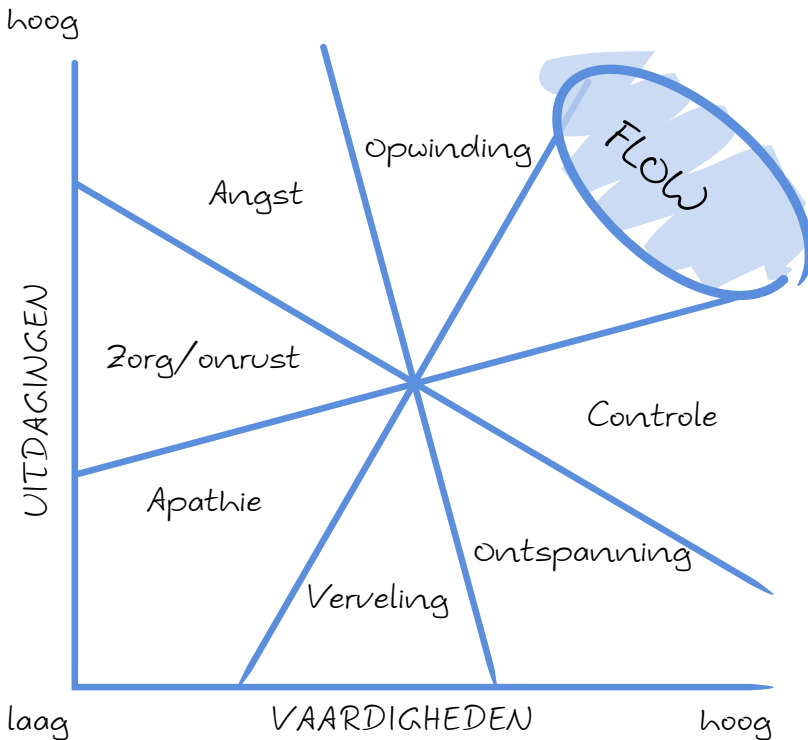 hoog
Opwinding
FLOW
Angst
UITDAGINGEN
Zorg/onrust
Controle
Apathie
Ontspanning
Verveling
laag
VAARDIGHEDEN
hoog